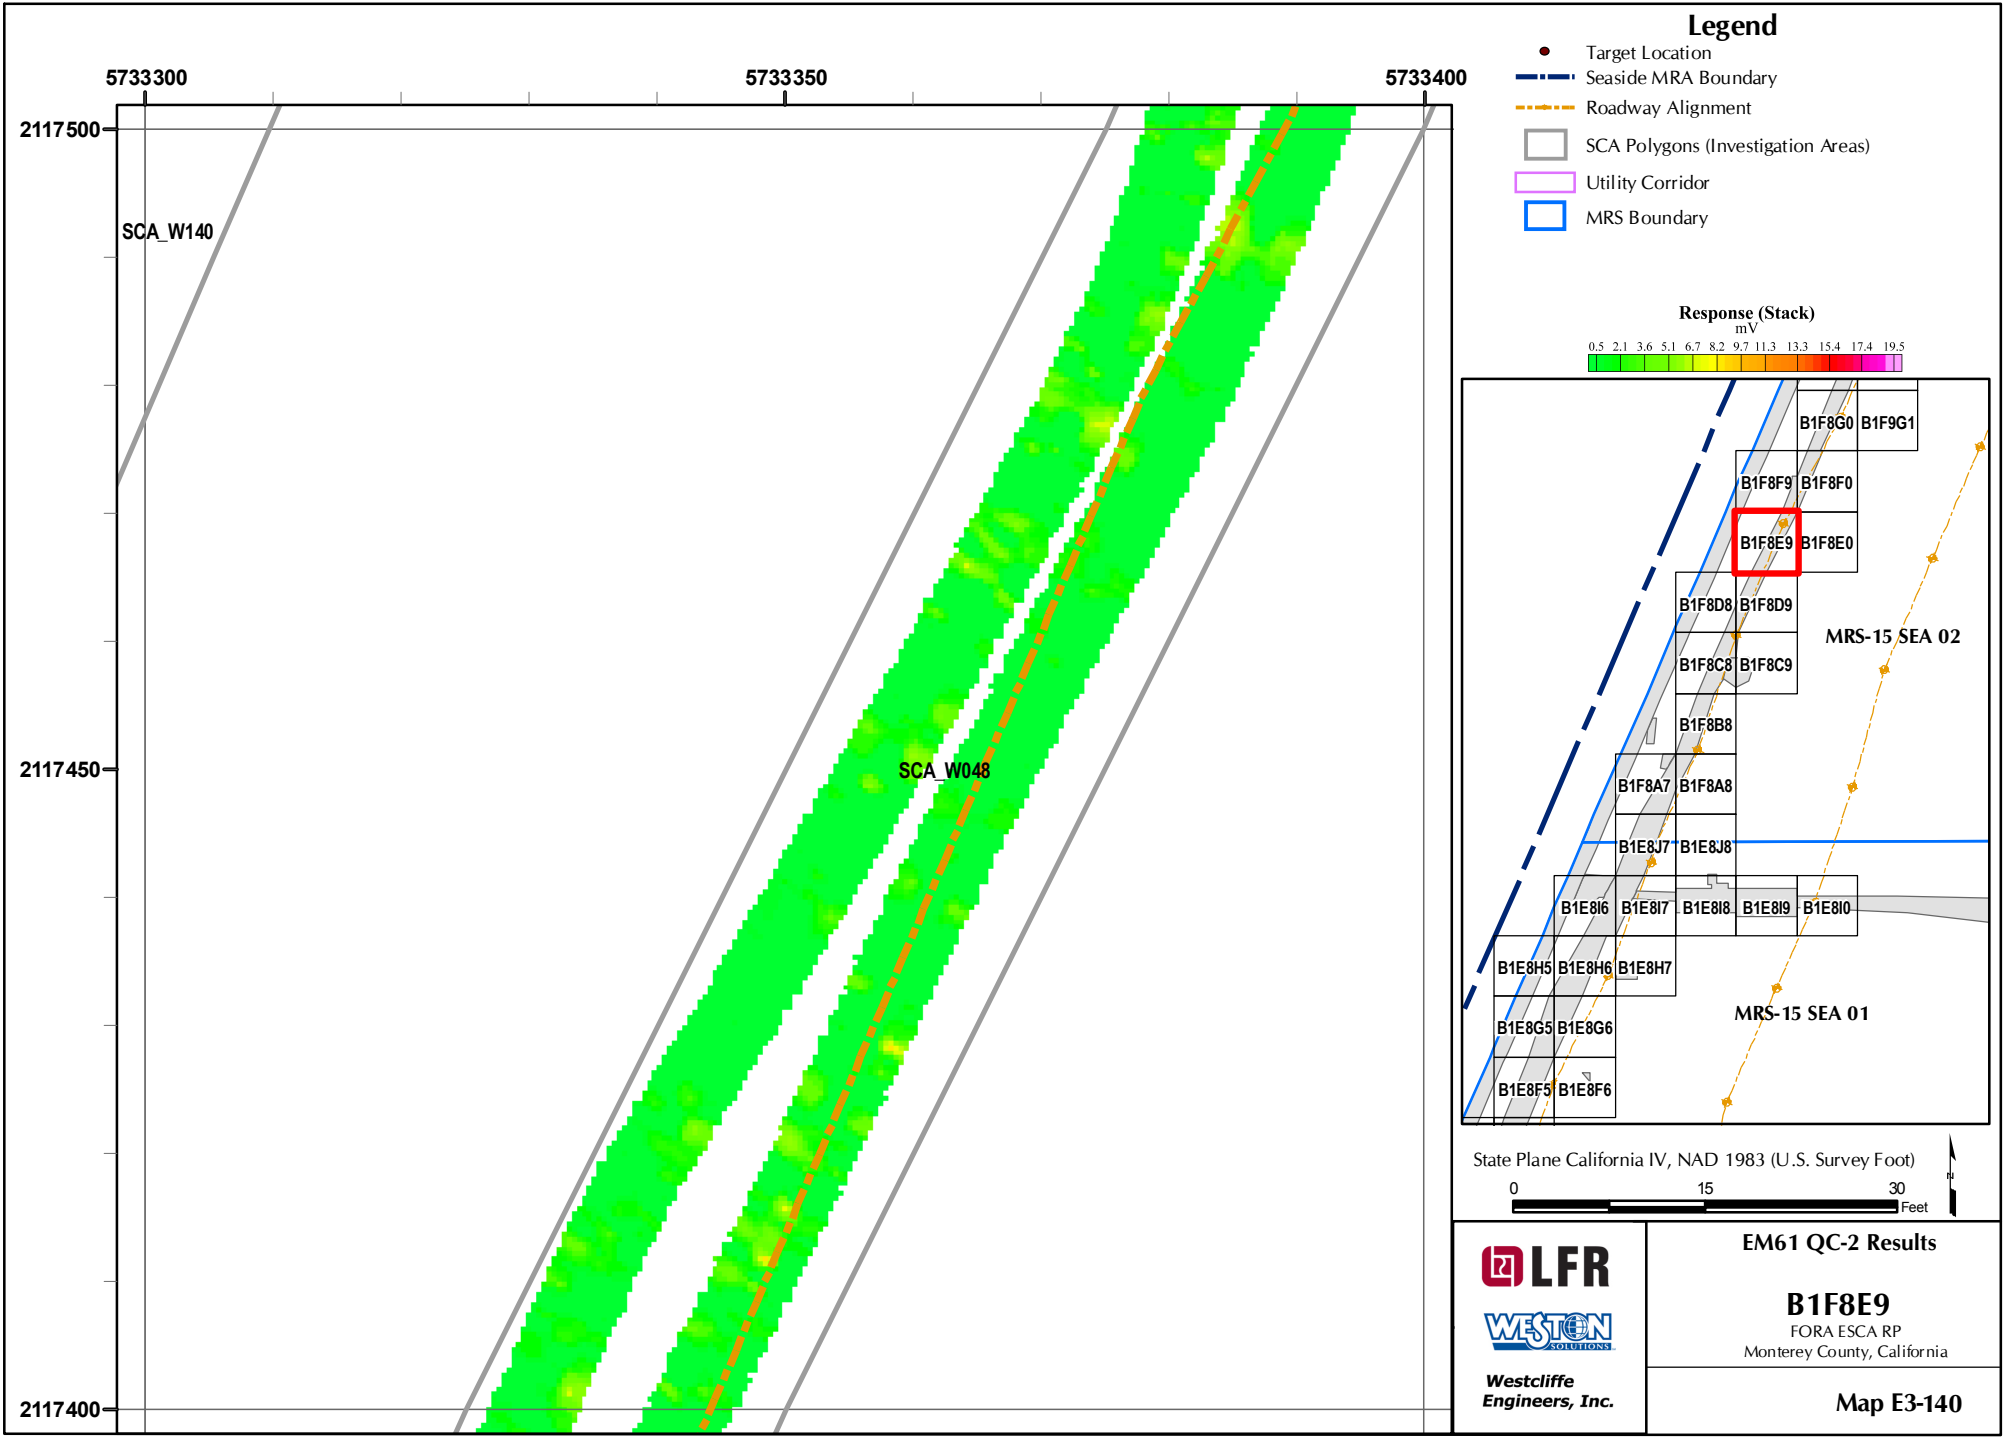 5733300
5733350
5733400
2117500
2117450
2117400
SCA_W140
SCA_W048
Legend
Target Location
Seaside MRA Boundary
Roadway Alignment
SCA Polygons (Investigation Areas)
Utility Corridor
MRS Boundary
Response (Stack)
mV
0.5 2.1 3.6 5.1 6.7 8.2 9.7 11.3 13.3 15.4 17.4 19.5
B1F8G0 B1F9G1
B1F8F9 B1F8F0
B1F8E9 B1F8E0
B1F8D8 B1F8D9
MRS-15 SEA 02
B1F8C8 B1F8C9
B1F8B8
B1F8A7 B1F8A8
B1E8J7 B1E8J8
B1E8I6 B1E8I7 B1E8I8 B1E8I9 B1E8I0
B1E8H5 B1E8H6 B1E8H7
MRS-15 SEA 01
B1E8G5 B1E8G6
B1E8F5 B1E8F6
State Plane California IV, NAD 1983 (U.S. Survey Foot)
N
0 15 30
Feet
LFR
WESTON
SOLUTIONS
Westcliffe
Engineers, Inc.
EM61 QC-2 Results
B1F8E9
FORA ESCA RP
Monterey County, California
Map E3-140